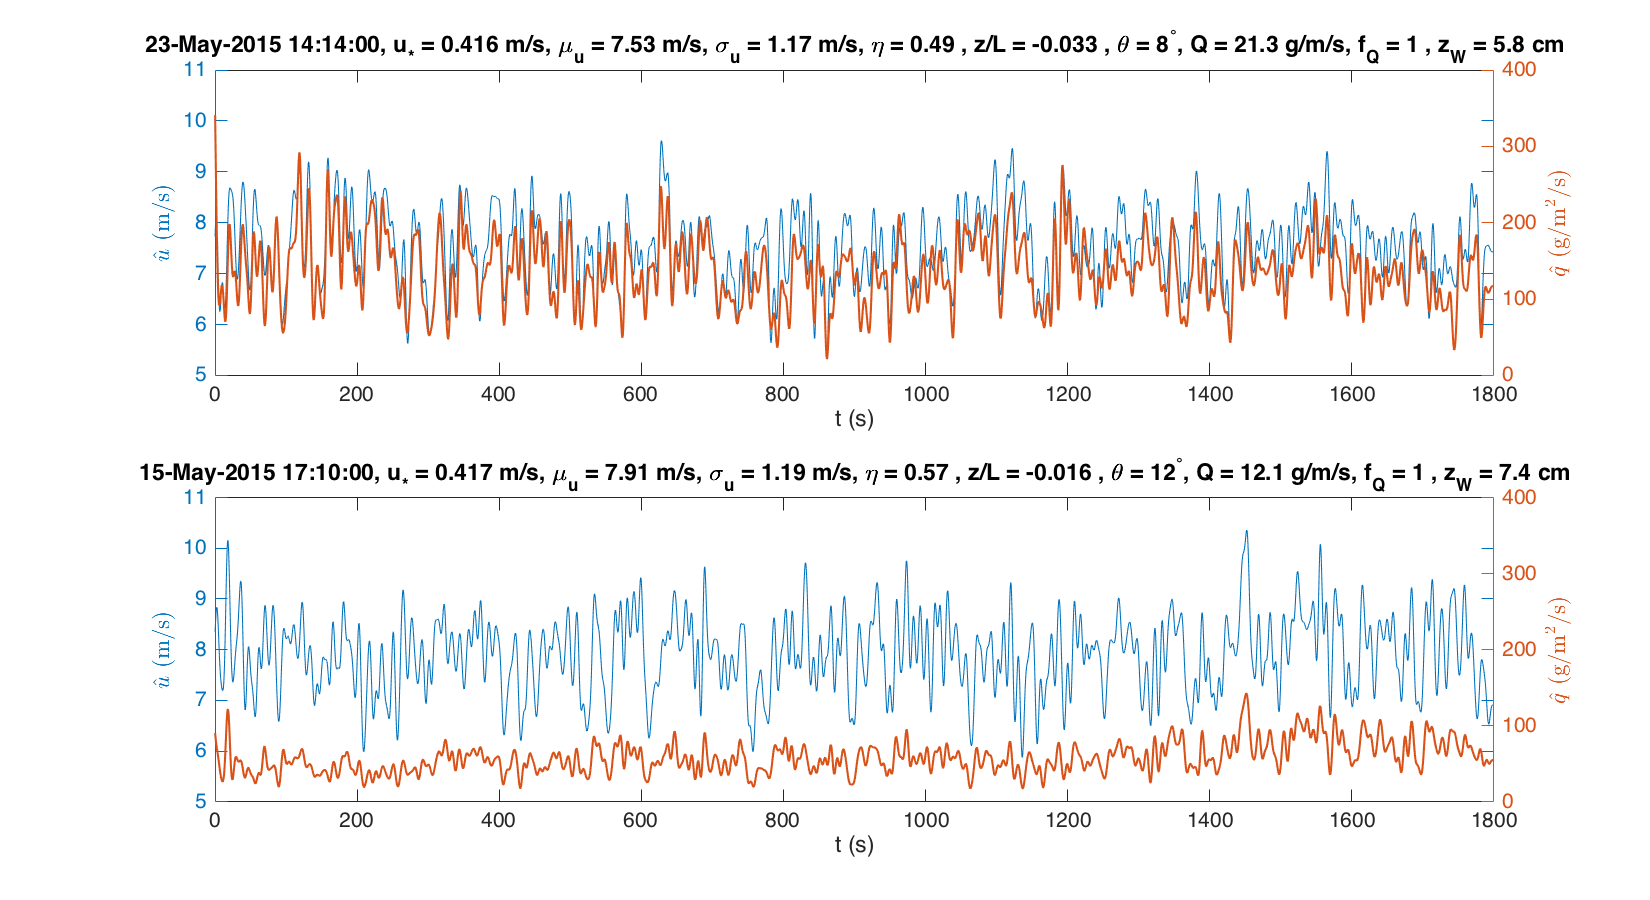 23-May-2015 14:14:00, u* = 0.416 m/s, μu = 7.53 m/s, σu = 1.17 m/s, η = 0.49 , z/L = -0.033 , θ = 8°, Q = 21.3 g/m/s, fQ = 1 , zW = 5.8 cm
11
10
9
8
7
6
5
û (m/s)
400
300
200
100
0
q̂ (g/m²/s)
0 200 400 600 800 1000 1200 1400 1600 1800
t (s)
15-May-2015 17:10:00, u* = 0.417 m/s, μu = 7.91 m/s, σu = 1.19 m/s, η = 0.57 , z/L = -0.016 , θ = 12°, Q = 12.1 g/m/s, fQ = 1 , zW = 7.4 cm
11
10
9
8
7
6
5
û (m/s)
400
300
200
100
0
q̂ (g/m²/s)
0 200 400 600 800 1000 1200 1400 1600 1800
t (s)